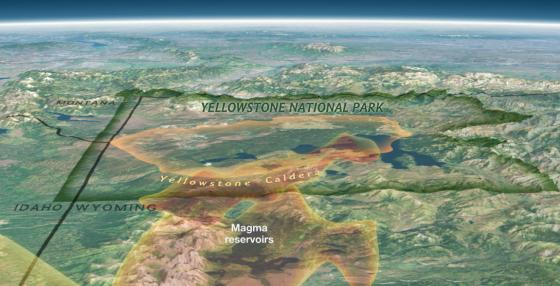 MONTANA
YELLOWSTONE NATIONAL PARK
Yellowstone Caldera
IDAHO WYOMING
Magma
reservoirs